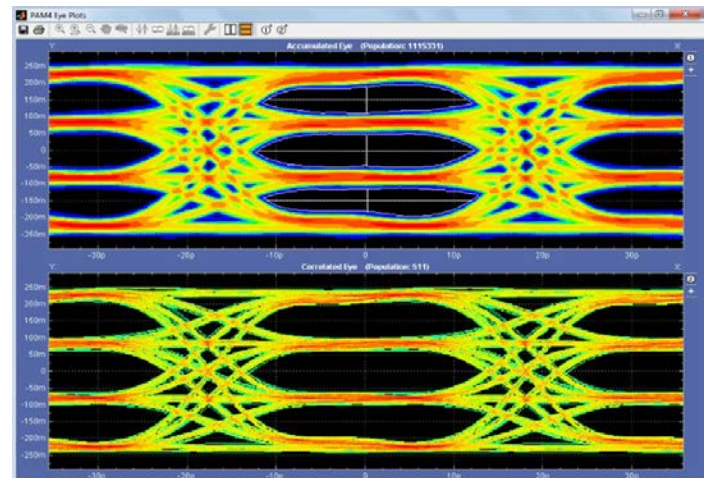 PAM4 Eye Plots
Y: Accumulated Eye (Population: 1115331) X:
250m
200m
150m
100m
50m
0
-50m
-100m
-150m
-200m
-250m
-30p -20p -10p 0 10p 20p 30p
Y: Correlated Eye (Population: 511) X:
250m
200m
150m
100m
50m
0
-50m
-100m
-150m
-200m
-250m
-30p -20p -10p 0 10p 20p 30p